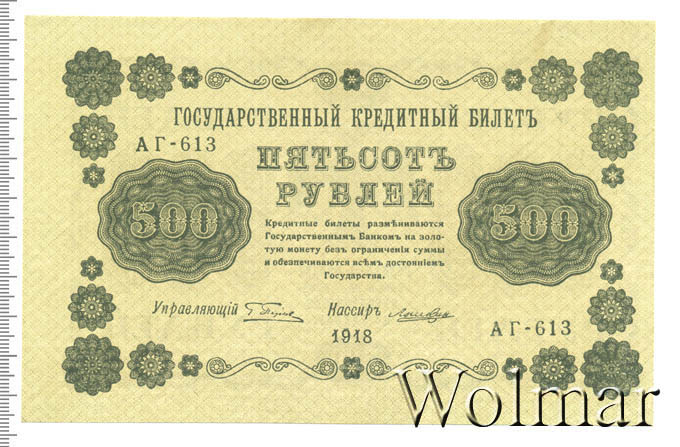 ГОСУДАРСТВЕННЫЙ КРЕДИТНЫЙ БИЛЕТЪ
АГ-613
ПЯТЬСОТЪ
РУБЛЕЙ
500
500
Кредитные билеты размѣниваются
Государственнымъ Банкомъ на золо-
тую монету безъ ограниченія суммы
и обезпечиваются всѣмъ достояніемъ
Государства.
Управляющій
Кассиръ
1918
АГ-613
Wolmar